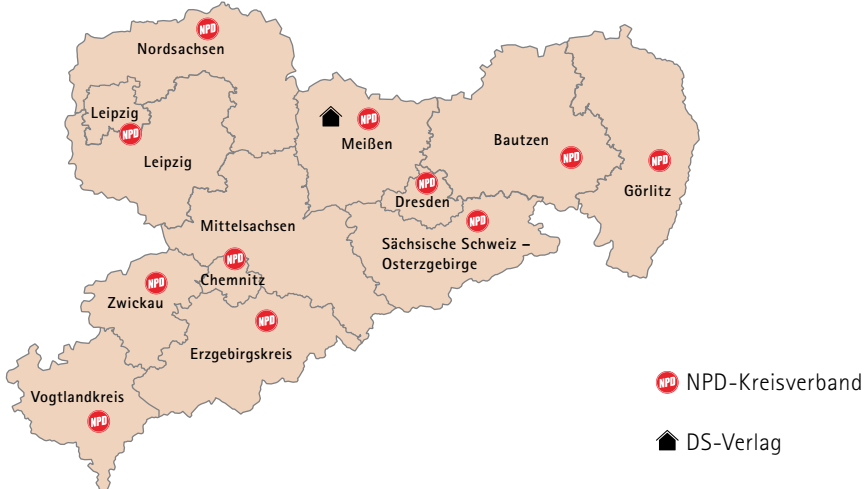 NPD
Nordsachsen
Leipzig
NPD
Leipzig
NPD
Meißen
Bautzen
NPD
NPD
Görlitz
NPD
Dresden
Mittelsachsen
NPD
Sächsische Schweiz –
Osterzgebirge
NPD
Chemnitz
NPD
Zwickau
NPD
Erzgebirgskreis
Vogtlandkreis
NPD
NPD NPD-Kreisverband
DS-Verlag